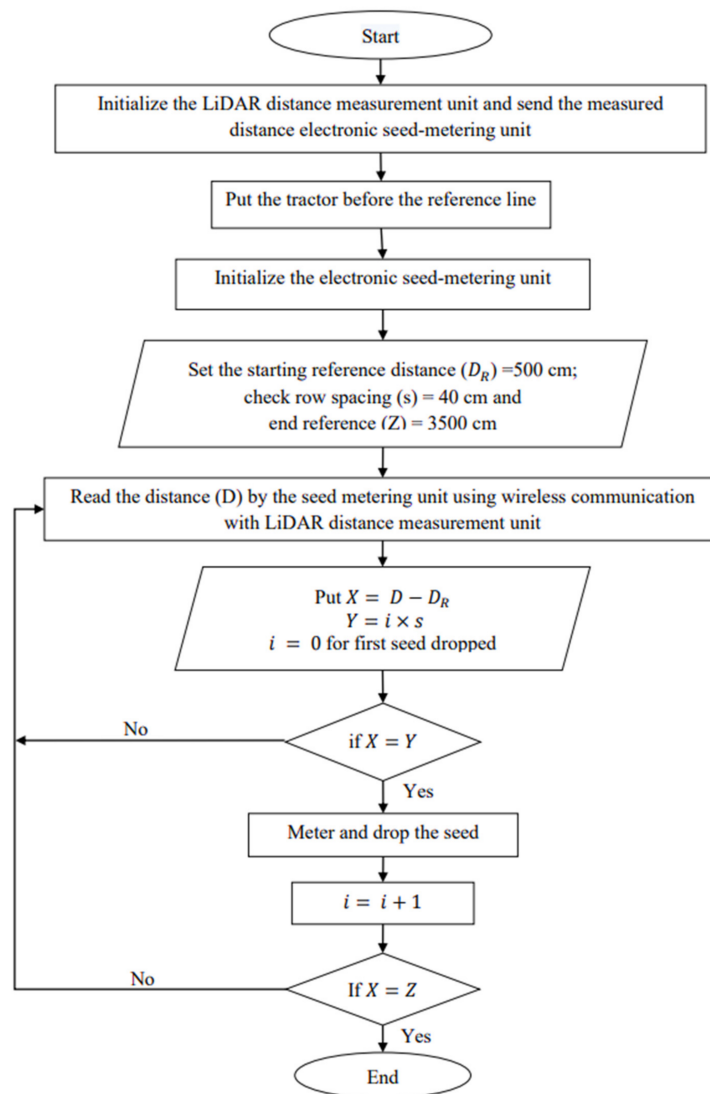 Start
Initialize the LiDAR distance measurement unit and send the measured
distance electronic seed-metering unit
Put the tractor before the reference line
Initialize the electronic seed-metering unit
Set the starting reference distance (D_R) =500 cm;
check row spacing (s) = 40 cm and
end reference (Z) = 3500 cm
Read the distance (D) by the seed metering unit using wireless communication
with LiDAR distance measurement unit
Put X = D − D_R
Y = i × s
i = 0 for first seed dropped
No
if X = Y
Yes
Meter and drop the seed
i = i + 1
No
If X = Z
Yes
End